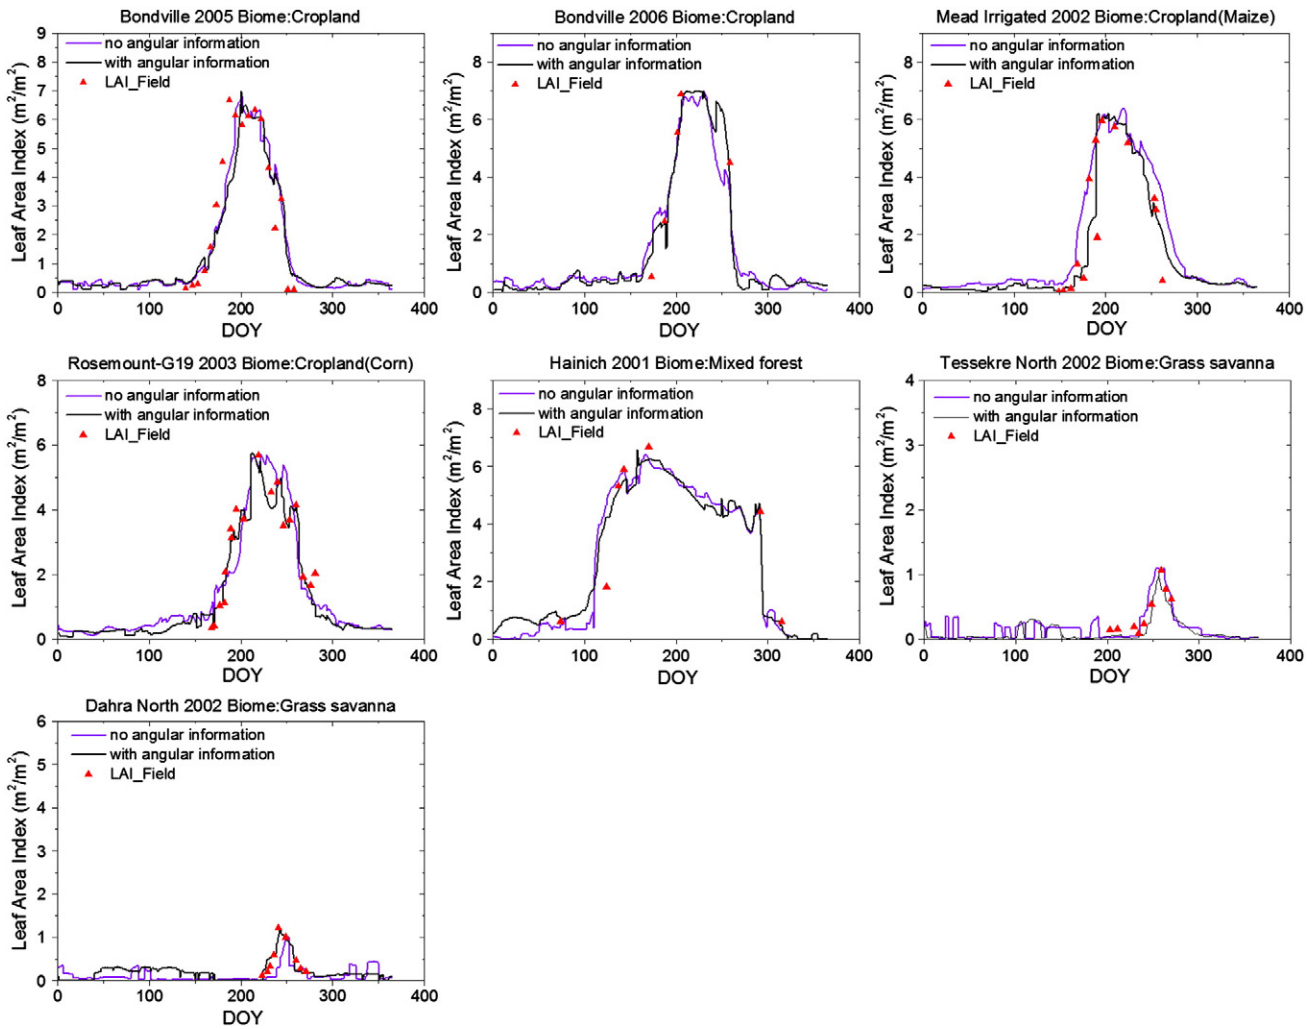 Bondville 2005 Biome:Cropland
no angular information
with angular information
LAI_Field
Leaf Area Index (m²/m²)
9
8
7
6
5
4
3
2
1
0
0 100 200 300 400
DOY
Bondville 2006 Biome:Cropland
no angular information
with angular information
LAI_Field
Leaf Area Index (m²/m²)
8
6
4
2
0
0 100 200 300 400
DOY
Mead Irrigated 2002 Biome:Cropland(Maize)
no angular information
with angular information
LAI_Field
Leaf Area Index (m²/m²)
8
6
4
2
0
0 100 200 300 400
DOY
Rosemount-G19 2003 Biome:Cropland(Corn)
no angular information
with angular information
LAI_Field
Leaf Area Index (m²/m²)
8
6
4
2
0
0 100 200 300 400
DOY
Hainich 2001 Biome:Mixed forest
no angular information
with angular information
LAI_Field
Leaf Area Index (m²/m²)
8
6
4
2
0
0 100 200 300 400
DOY
Tessekre North 2002 Biome:Grass savanna
no angular information
with angular information
LAI_Field
Leaf Area Index (m²/m²)
4
3
2
1
0
0 100 200 300 400
DOY
Dahra North 2002 Biome:Grass savanna
no angular information
with angular information
LAI_Field
Leaf Area Index (m²/m²)
6
5
4
3
2
1
0
0 100 200 300 400
DOY